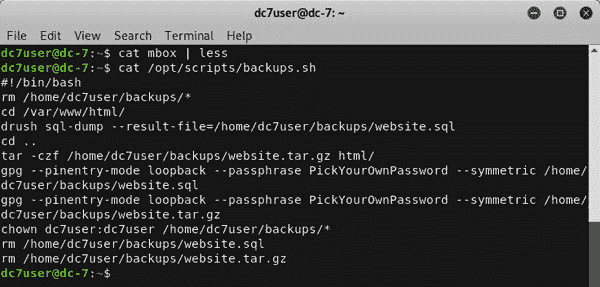 dc7user@dc-7: ~
File Edit View Search Terminal Help
dc7user@dc-7:~$ cat mbox | less
dc7user@dc-7:~$ cat /opt/scripts/backups.sh
#!/bin/bash
rm /home/dc7user/backups/*
cd /var/www/html/
drush sql-dump --result-file=/home/dc7user/backups/website.sql
cd ..
tar -czf /home/dc7user/backups/website.tar.gz html/
gpg --pinentry-mode loopback --passphrase PickYourOwnPassword --symmetric /home/
dc7user/backups/website.sql
gpg --pinentry-mode loopback --passphrase PickYourOwnPassword --symmetric /home/
dc7user/backups/website.tar.gz
chown dc7user:dc7user /home/dc7user/backups/*
rm /home/dc7user/backups/website.sql
rm /home/dc7user/backups/website.tar.gz
dc7user@dc-7:~$